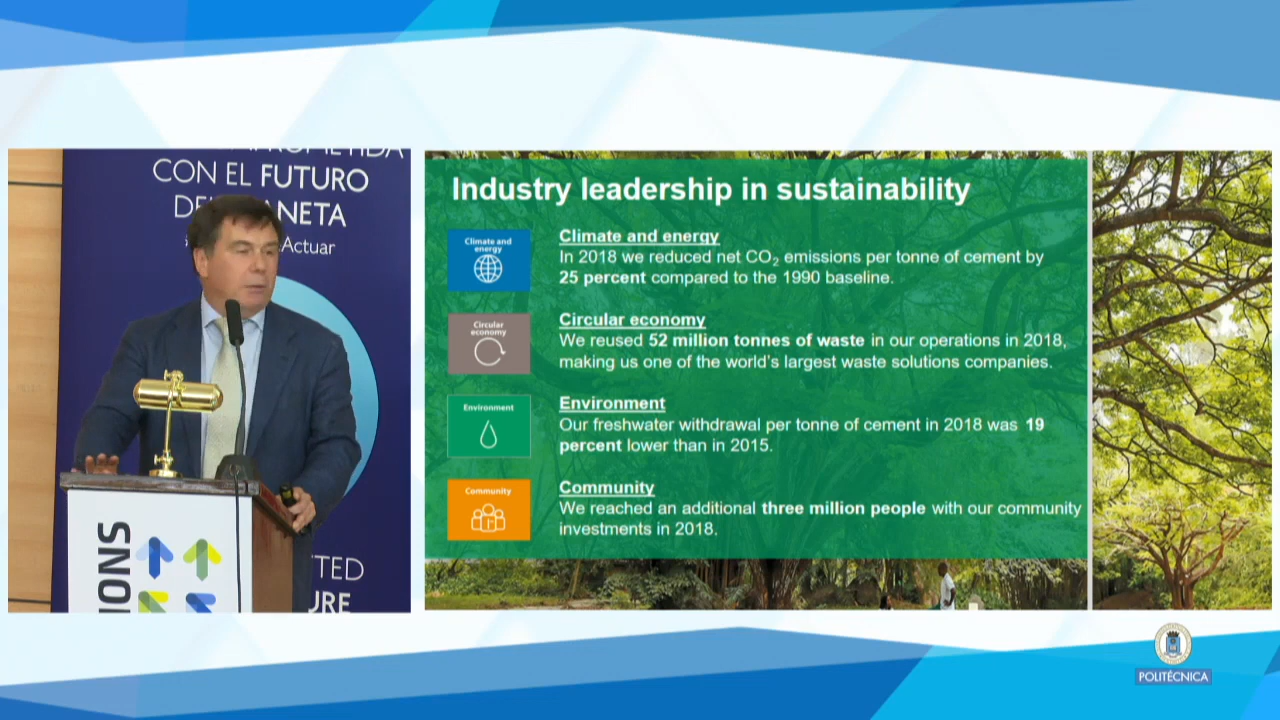 CON EL FUTURO
DEL PLANETA
Actuar
IONS
TTED
URE
Industry leadership in sustainability
Climate and
energy
Climate and energy
In 2018 we reduced net CO₂ emissions per tonne of cement by
25 percent compared to the 1990 baseline.
Circular
economy
Circular economy
We reused 52 million tonnes of waste in our operations in 2018,
making us one of the world's largest waste solutions companies.
Environment
Environment
Our freshwater withdrawal per tonne of cement in 2018 was 19
percent lower than in 2015.
Community
Community
We reached an additional three million people with our community
investments in 2018.
POLITÉCNICA